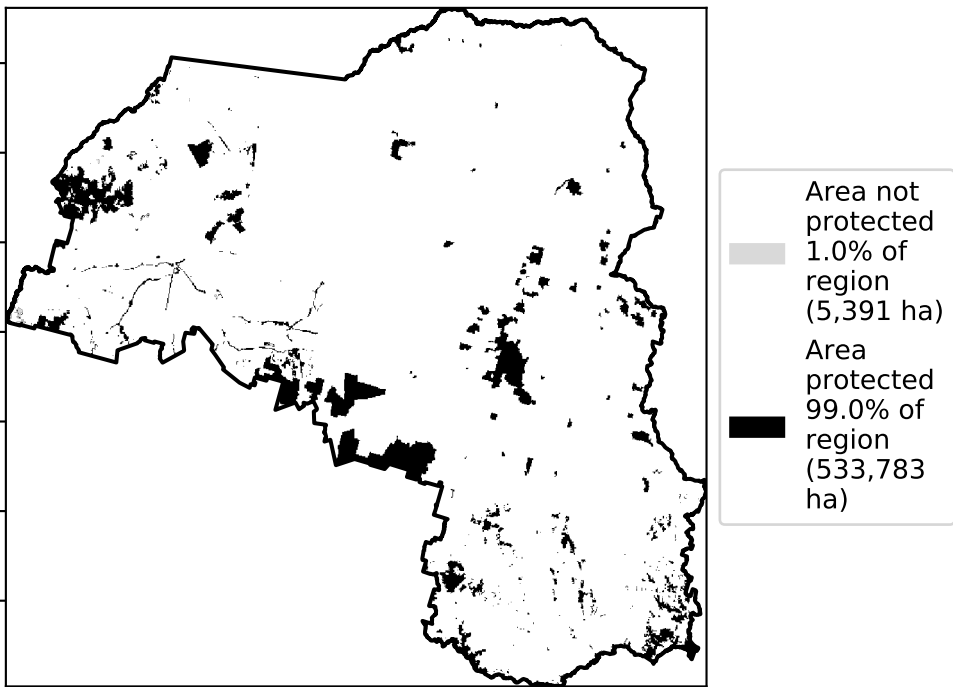 Area not
protected
1.0% of
region
(5,391 ha)
Area
protected
99.0% of
region
(533,783
ha)